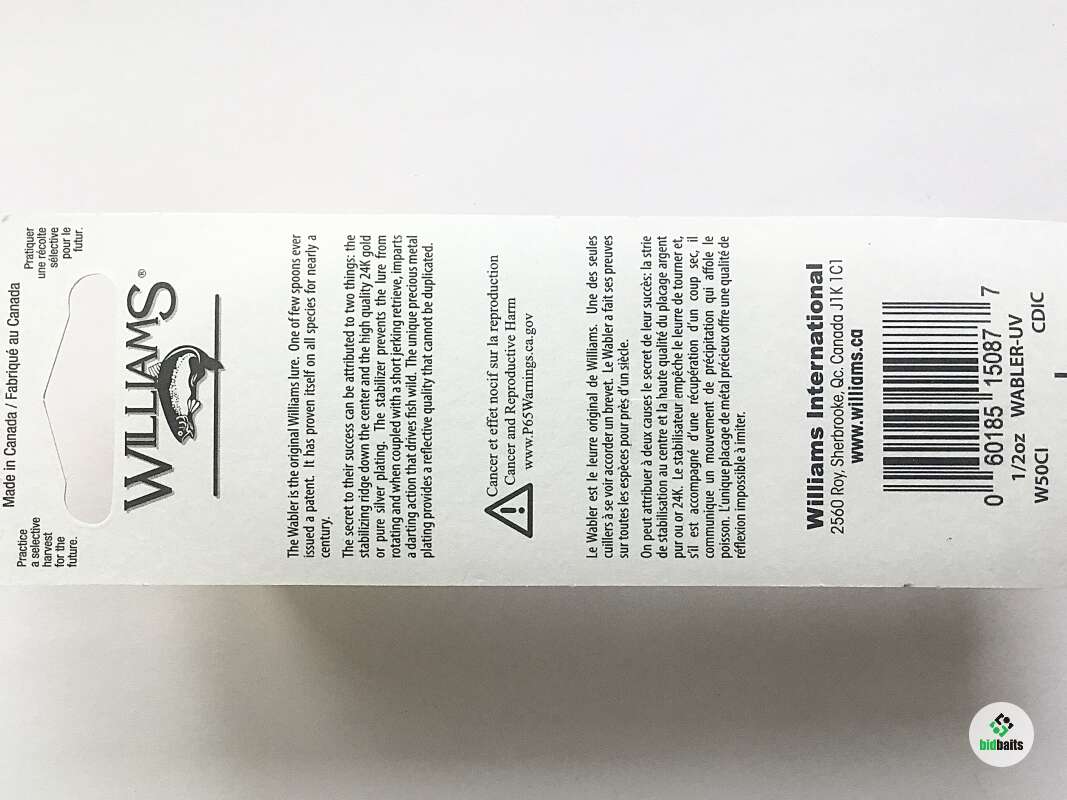 Made in Canada / Fabriqué au Canada
Practice
a selective
harvest
for the
future.
Pratiquer
une récolte
sélective
pour le
futur.
WILLIAMS®
The Wabler is the original Williams lure. One of few spoons ever
issued a patent. It has proven itself on all species for nearly a
century.
The secret to their success can be attributed to two things: the
stabilizing ridge down the center and the high quality 24K gold
or pure silver plating. The stabilizer prevents the lure from
rotating and when coupled with a short jerking retrieve, imparts
a darting action that drives fish wild. The unique precious metal
plating provides a reflective quality that cannot be duplicated.
Cancer et effet nocif sur la reproduction
Cancer and Reproductive Harm
www.P65Warnings.ca.gov
Le Wabler est le leurre original de Williams. Une des seules
cuillers à se voir accorder un brevet. Le Wabler a fait ses preuves
sur toutes les espèces pour près d'un siècle.
On peut attribuer à deux causes le secret de leur succès: la strie
de stabilisation au centre et la haute qualité du placage argent
pur ou or 24K. Le stabilisateur empêche le leurre de tourner et,
s'il est accompagné d'une récupération d'un coup sec, il
communique un mouvement de précipitation qui affole le
poisson. L'unique placage de métal précieux offre une qualité de
réflexion impossible à imiter.
Williams International
2560 Roy, Sherbrooke, Qc. Canada J1K 1C1
www.williams.ca
0 60185 15087 7
1/2oz WABLER-UV
W50CI CDIC
bidbaits